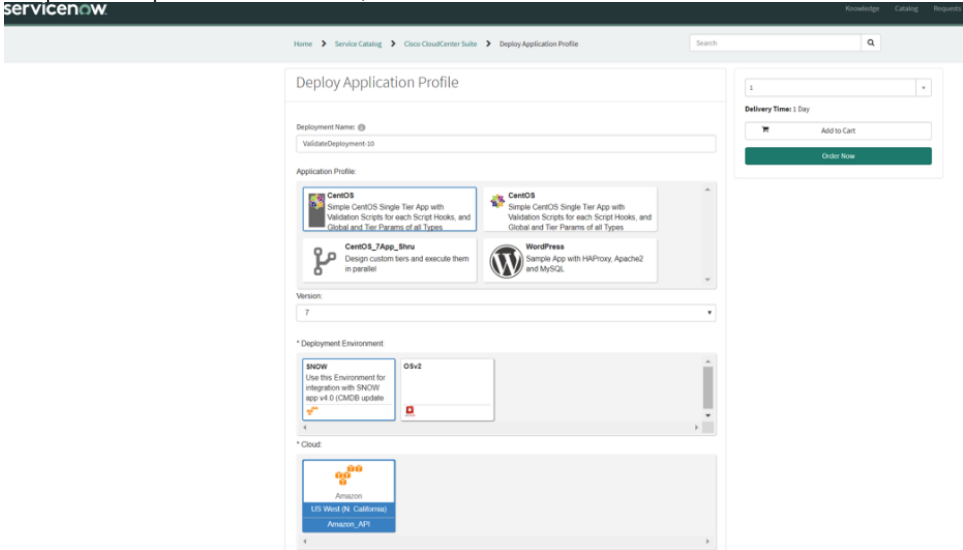 servicenow
Knowledge Catalog Requests
Home > Service Catalog > Cisco CloudCenter Suite > Deploy Application Profile
Search
Deploy Application Profile
Deployment Name:
ValidateDeployment-10
Application Profile:
CentOS
Simple CentOS Single Tier App with
Validation Scripts for each Script Hooks, and
Global and Tier Params of all Types
CentOS
Simple CentOS Single Tier App with
Validation Scripts for each Script Hooks, and
Global and Tier Params of all Types
CentOS_7App_Shru
Design custom tiers and execute them
in parallel
WordPress
Sample App with HAProxy, Apache2
and MySQL
Version:
7
* Deployment Environment
SNOW
Use this Environment for
integration with SNOW
app v4.0 (CMDB update
OSv2
* Cloud:
Amazon
US West (N. California)
Amazon_API
1
Delivery Time: 1 Day
Add to Cart
Order Now